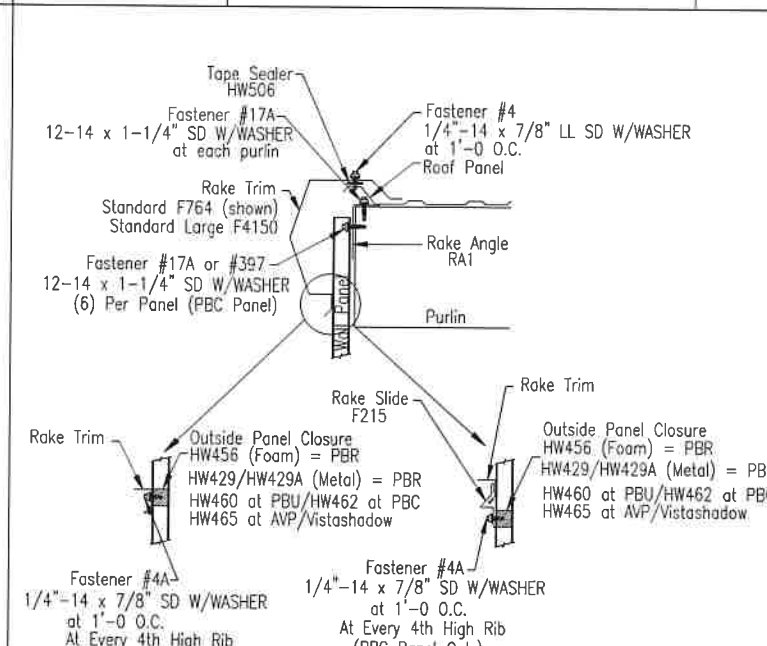 Tape Sealer
HW506
Fastener #17A
12-14 x 1-1/4" SD W/WASHER
at each purlin
Fastener #4
1/4"-14 x 7/8" LL SD W/WASHER
at 1'-0 O.C.
Roof Panel
Rake Trim
Standard F764 (shown)
Standard Large F4150
Rake Angle
RA1
Fastener #17A or #397
12-14 x 1-1/4" SD W/WASHER
(6) Per Panel (PBC Panel)
Wall Panel
Purlin
Rake Slide
F215
Rake Trim
Rake Trim
Outside Panel Closure
HW456 (Foam) = PBR
HW429/HW429A (Metal) = PBR
HW460 at PBU/HW462 at PBC
HW465 at AVP/Vistashadow
Outside Panel Closure
HW456 (Foam) = PBR
HW429/HW429A (Metal) = PB
HW460 at PBU/HW462 at PB
HW465 at AVP/Vistashadow
Fastener #4A
1/4"-14 x 7/8" SD W/WASHER
at 1'-0 O.C.
At Every 4th High Rib
Fastener #4A
1/4"-14 x 7/8" SD W/WASHER
at 1'-0 O.C.
At Every 4th High Rib